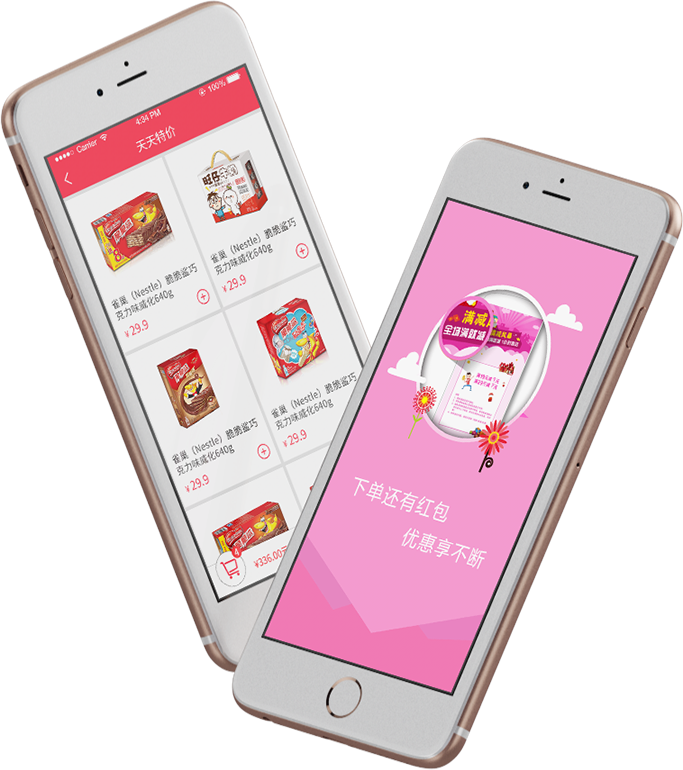 Carrier
4:34 PM
100%
天天特价
旺仔
雀巢（Nestle）脆脆鲨巧
克力味威化640g
¥ 29.9
雀巢（Nestle）脆脆鲨巧
克力味威化640g
¥ 29.9
雀巢（Nestle）脆脆鲨巧
克力味威化640g
¥ 29.9
雀巢（Nestle）脆脆鲨巧
克力味威化640g
¥ 29.9
4
¥336.00元
满减
全场满就减
下单还有红包
优惠享不断